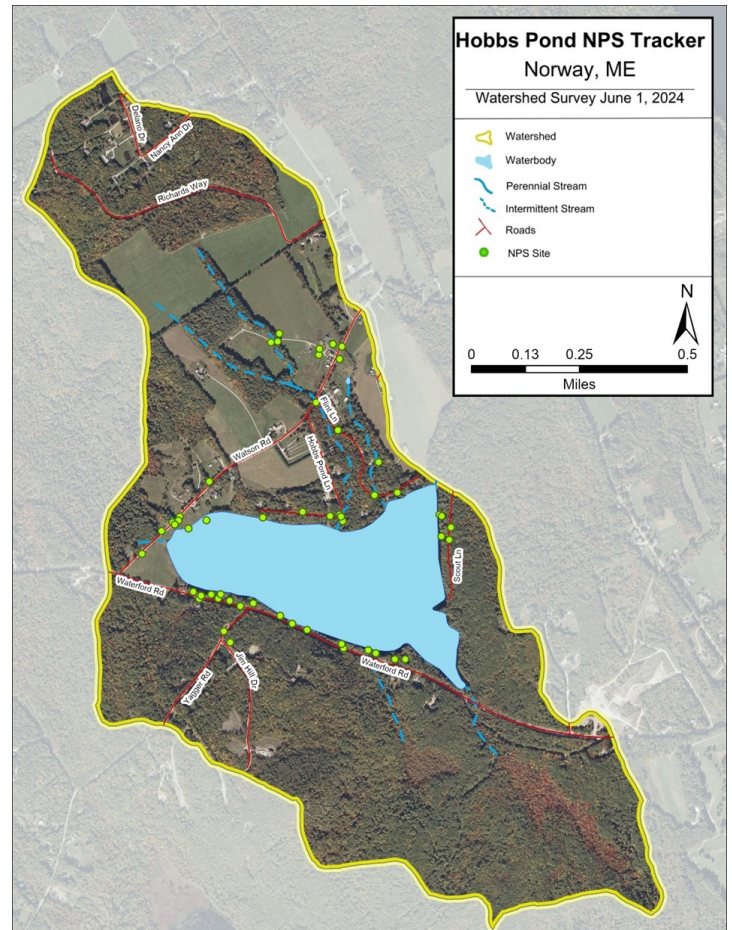 Hobbs Pond NPS Tracker
Norway, ME
Watershed Survey June 1, 2024
Watershed
Waterbody
Perennial Stream
Intermittent Stream
Roads
NPS Site
N
0 0.13 0.25 0.5
Miles
Delano Dr
Nancy Ann Dr
Richards Way
Flint Ln
Watson Rd
Hobbs Pond Ln
Scout Ln
Waterford Rd
Waterford Rd
Jim Hill Dr
Yagger Rd